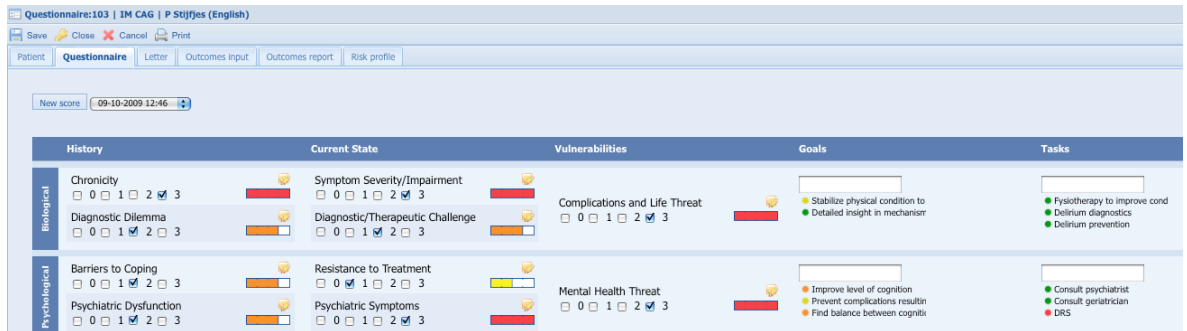 Questionnaire:103 | IM CAG | P Stijfjes (English)
Save Close Cancel Print
Patient Questionnaire Letter Outcomes input Outcomes report Risk profile
New score 09-10-2009 12:46
History Current State Vulnerabilities Goals Tasks
Biological
Chronicity
0 1 2 3
Diagnostic Dilemma
0 1 2 3
Symptom Severity/Impairment
0 1 2 3
Diagnostic/Therapeutic Challenge
0 1 2 3
Complications and Life Threat
0 1 2 3
Stabilize physical condition to
Detailed insight in mechanism
Fysiotherapy to improve cond
Delirium diagnostics
Delirium prevention
Psychological
Barriers to Coping
0 1 2 3
Psychiatric Dysfunction
0 1 2 3
Resistance to Treatment
0 1 2 3
Psychiatric Symptoms
0 1 2 3
Mental Health Threat
0 1 2 3
Improve level of cognition
Prevent complications resultin
Find balance between cognitic
Consult psychiatrist
Consult geriatrician
DRS